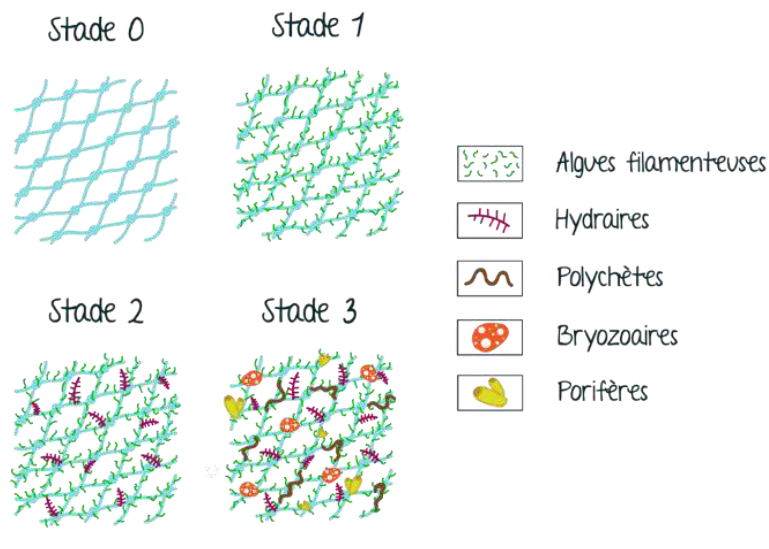 Stade 0
Stade 1
Stade 2
Stade 3
Algues filamenteuses
Hydraires
Polychètes
Bryozoaires
Porifères